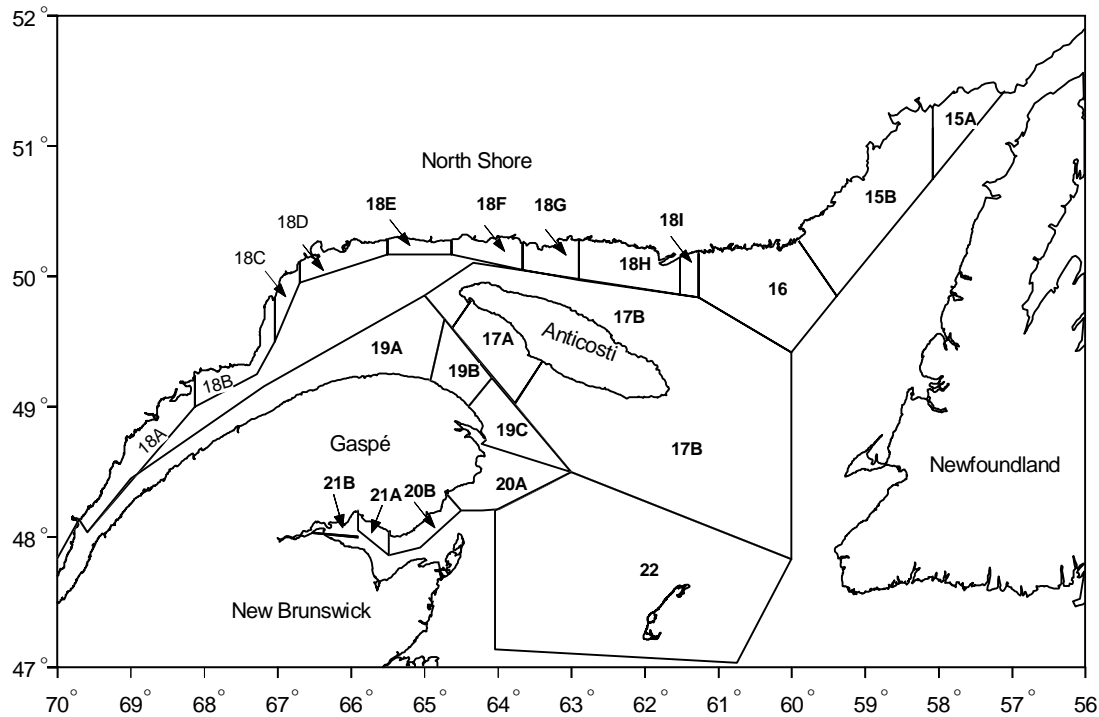 52°
51°
50°
49°
48°
47°
North Shore
15A
15B
18E
18F
18G
18I
18D
18C
18H
16
17B
Anticosti
17A
19A
19B
18B
18A
19C
17B
Gaspé
Newfoundland
20A
21B
21A
20B
22
New Brunswick
70° 69° 68° 67° 66° 65° 64° 63° 62° 61° 60° 59° 58° 57° 56